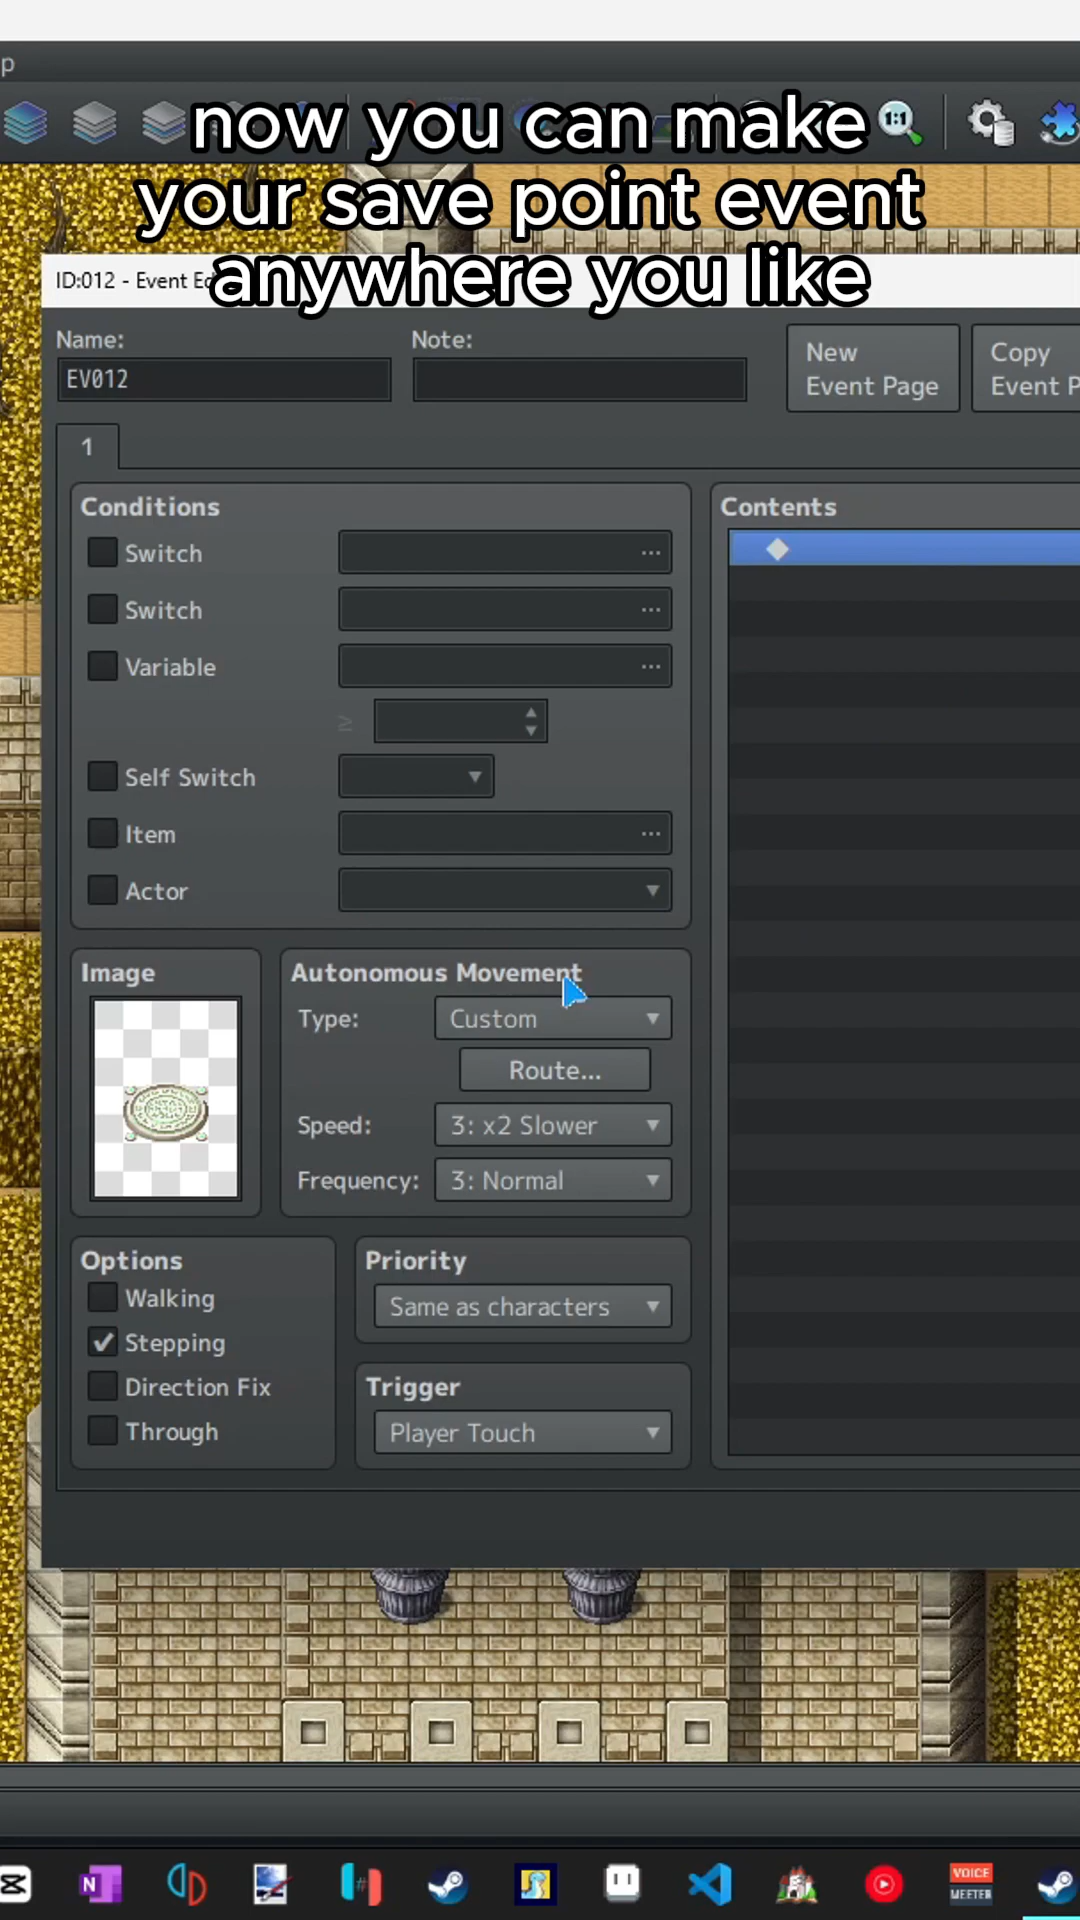 p
1:1
now you can make
your save point event
anywhere you like
ID:012 - Event Ed
Name:
Note:
EV012
New
Event Page
Copy
Event P
1
Conditions
Contents
Switch
...
Switch
...
Variable
...
≥
Self Switch
Item
...
Actor
Image
Autonomous Movement
Type:
Custom
Route...
Speed:
3: x2 Slower
Frequency:
3: Normal
Options
Priority
Walking
Same as characters
Stepping
Direction Fix
Trigger
Through
Player Touch
N
#
VOICE
MEETER